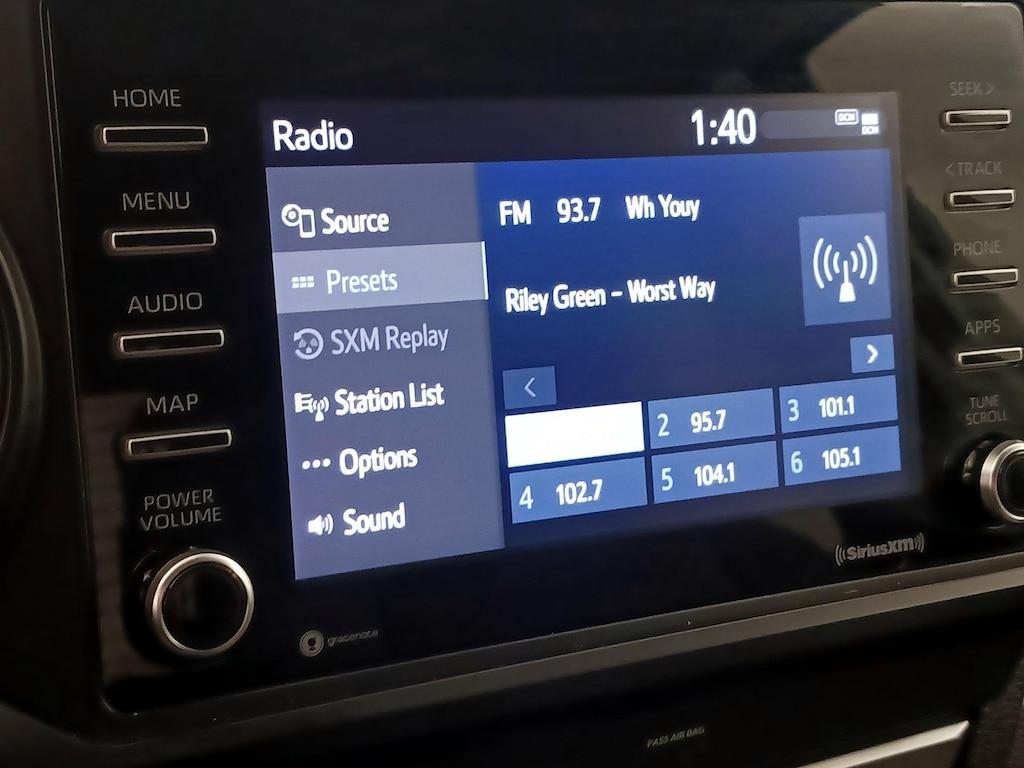 HOME
MENU
AUDIO
MAP
POWER
VOLUME
Radio
1:40
DCM
DCM
Source
Presets
SXM Replay
Station List
Options
Sound
FM 93.7 Wh Youy
Riley Green – Worst Way
<
>
2 95.7
3 101.1
4 102.7
5 104.1
6 105.1
SEEK >
< TRACK
PHONE
APPS
TUNE
SCROLL
SiriusXM
gracenote
PASS AIR BAG